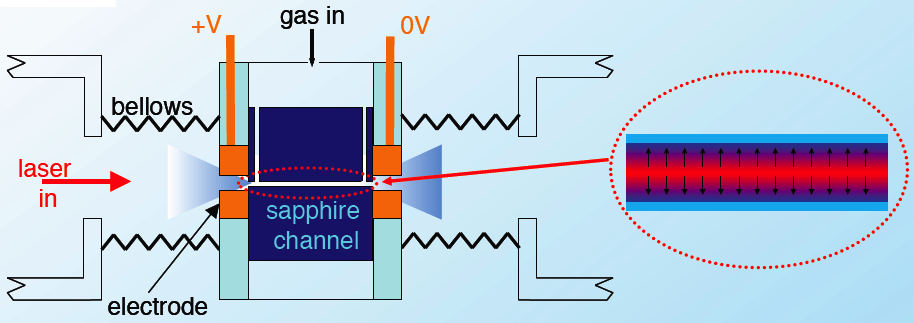 gas in
+V
0V
bellows
laser
in
sapphire
channel
electrode